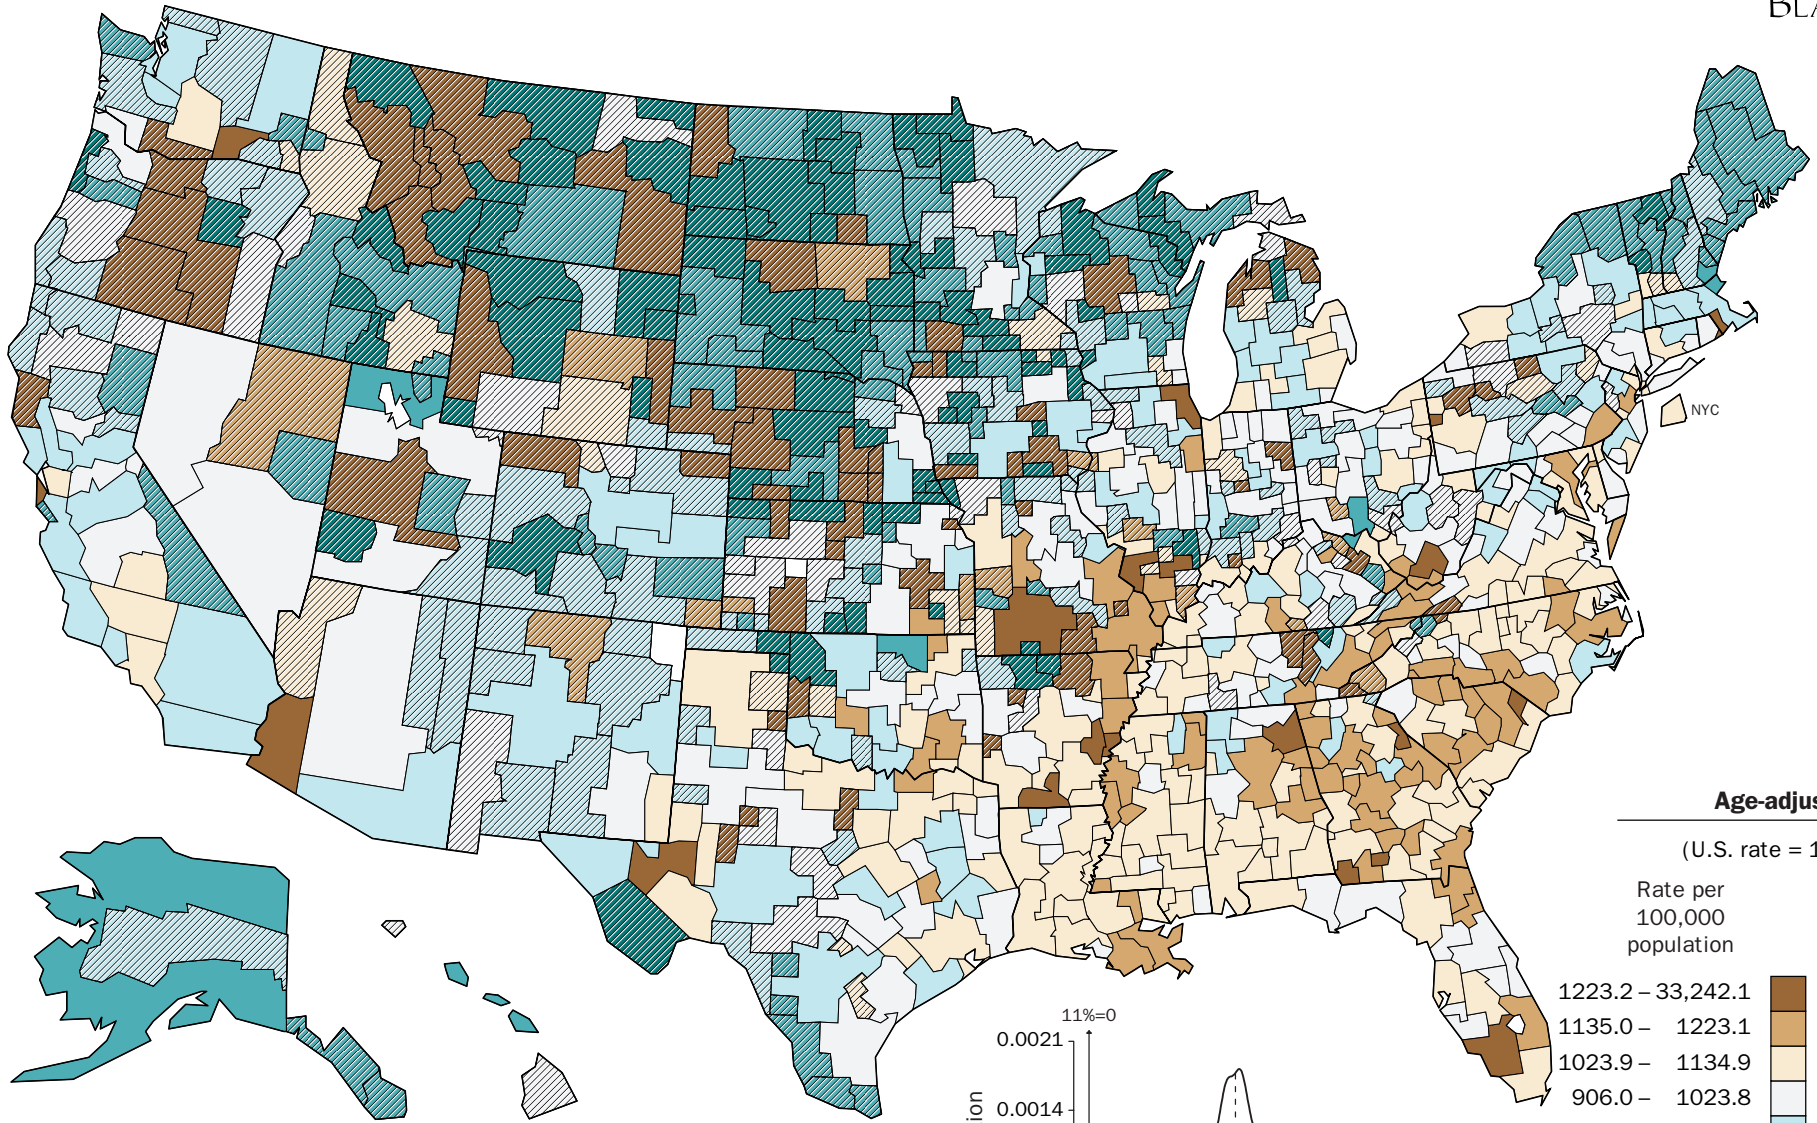 BLA
NYC
Age-adjus
(U.S. rate = 1
Rate per
100,000
population
1223.2 – 33,242.1
1135.0 – 1223.1
1023.9 – 1134.9
906.0 – 1023.8
11%=0
0.0021
0.0014
ion